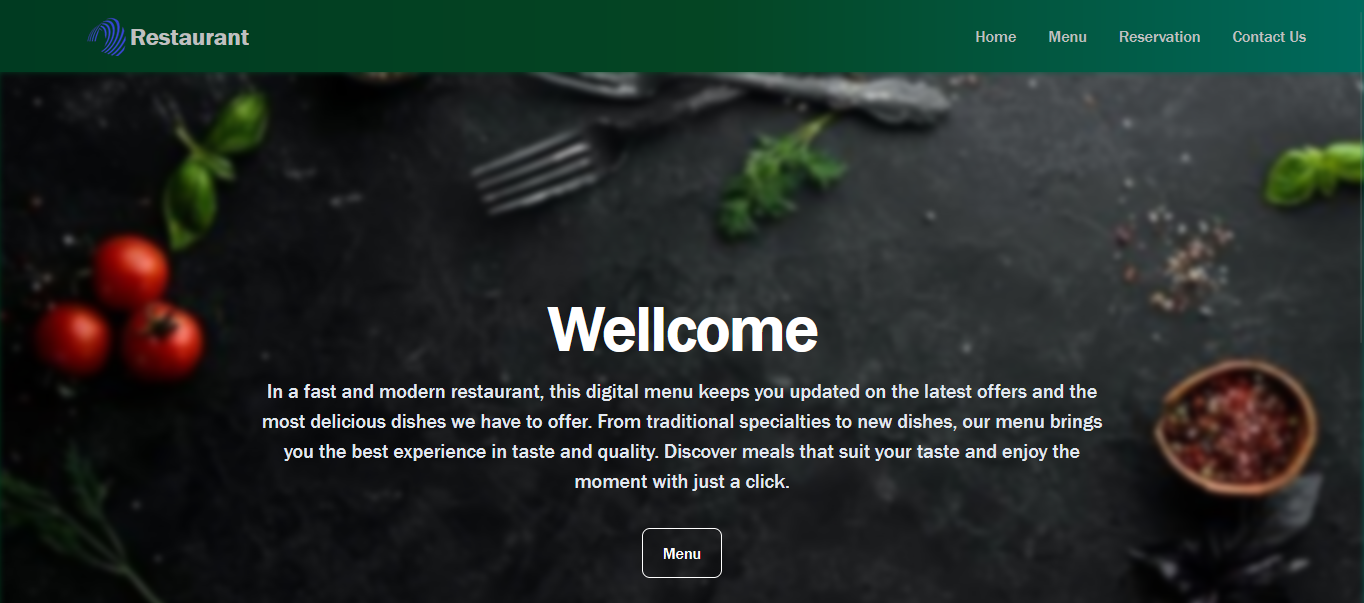 Restaurant
Home Menu Reservation Contact Us
Wellcome
In a fast and modern restaurant, this digital menu keeps you updated on the latest offers and the
most delicious dishes we have to offer. From traditional specialties to new dishes, our menu brings
you the best experience in taste and quality. Discover meals that suit your taste and enjoy the
moment with just a click.
Menu